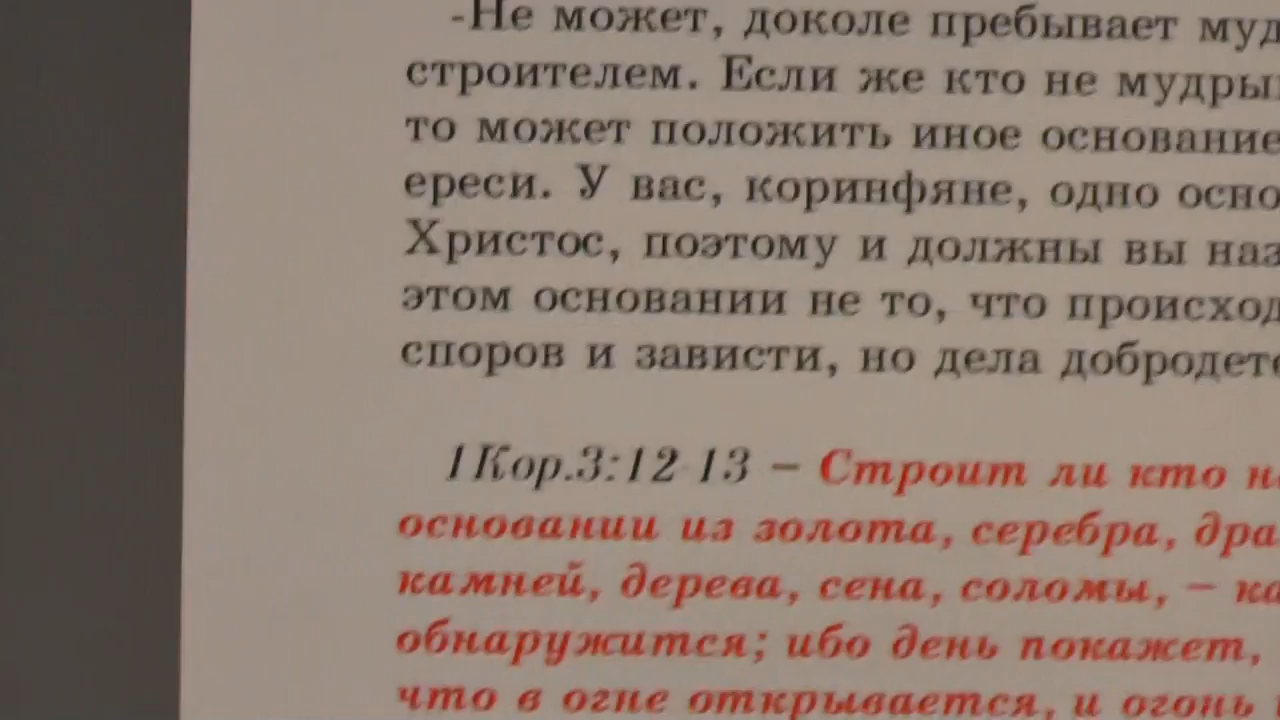 -Не может, доколе пребывает муд
строителем. Если же кто не мудры
то может положить иное основание
ереси. У вас, коринфяне, одно осно
Христос, поэтому и должны вы наз
этом основании не то, что происход
споров и зависти, но дела добродете
1Кор.3:12 13 – Строит ли кто н
основании из золота, серебра, дра
камней, дерева, сена, соломы, – ка
обнаружится; ибо день покажет,
что в огне открывается, и огонь